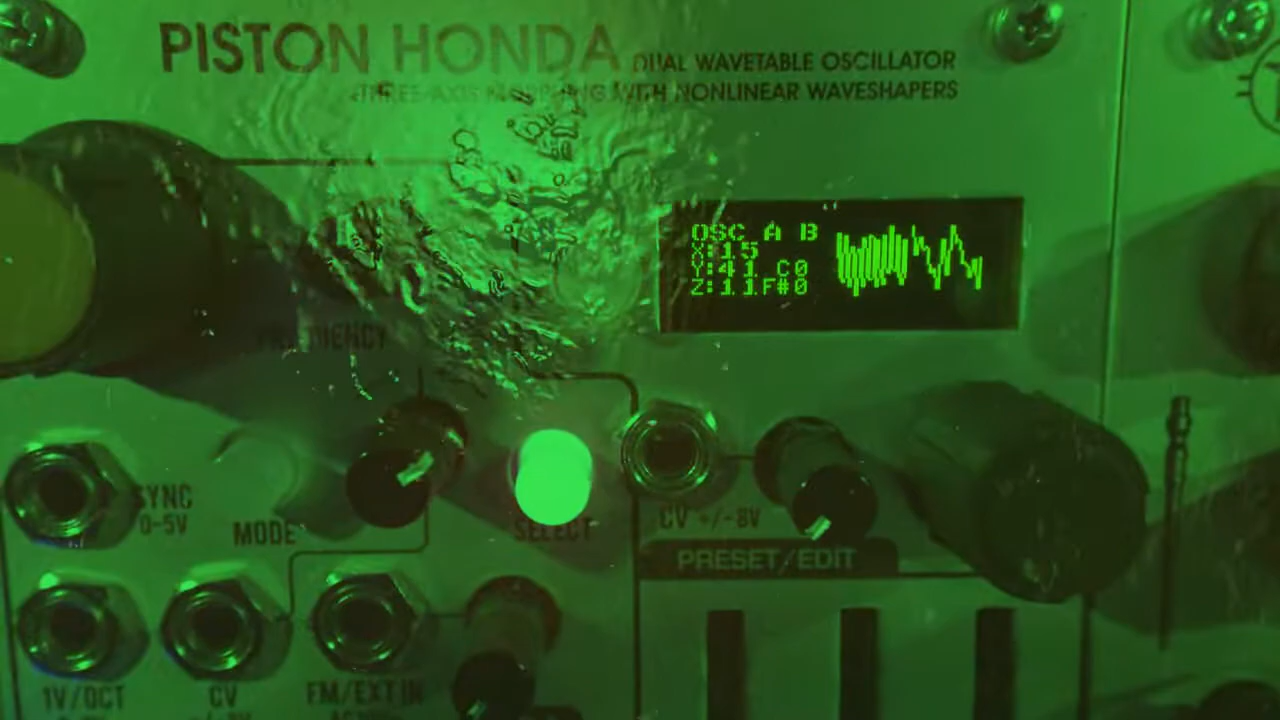 PISTON HONDA DUAL WAVETABLE OSCILLATOR
THREE-AXIS MORPHING WITH NONLINEAR WAVESHAPERS
OSC A B
X:15
Y:41 C0
Z:11 F#0
FREQUENCY
SYNC
0-5V
MODE
SELECT
CV +/-8V
PRESET/EDIT
1V/OCT
CV
FM/EXT IN